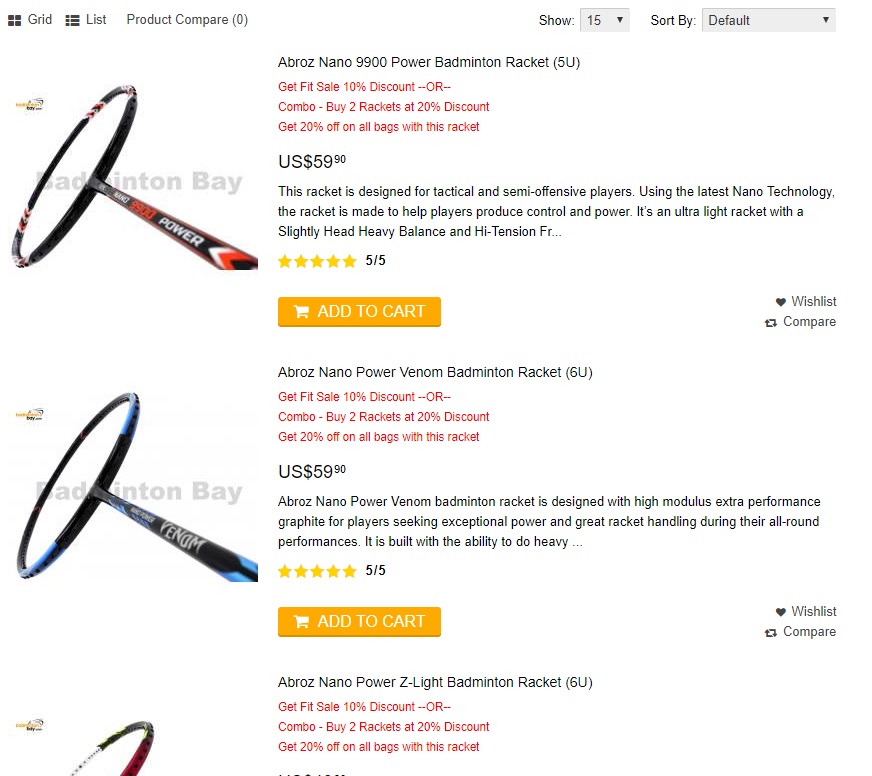 Grid List Product Compare (0) Show: 15 Sort By: Default
Abroz Nano 9900 Power Badminton Racket (5U)
Get Fit Sale 10% Discount --OR--
Combo - Buy 2 Rackets at 20% Discount
Get 20% off on all bags with this racket
US$59.90
This racket is designed for tactical and semi-offensive players. Using the latest Nano Technology,
the racket is made to help players produce control and power. It's an ultra light racket with a
Slightly Head Heavy Balance and Hi-Tension Fr...
5/5
ADD TO CART
Wishlist
Compare
Badminton Bay
NANO 9900 POWER
Abroz Nano Power Venom Badminton Racket (6U)
Get Fit Sale 10% Discount --OR--
Combo - Buy 2 Rackets at 20% Discount
Get 20% off on all bags with this racket
US$59.90
Abroz Nano Power Venom badminton racket is designed with high modulus extra performance
graphite for players seeking exceptional power and great racket handling during their all-round
performances. It is built with the ability to do heavy ...
5/5
ADD TO CART
Wishlist
Compare
Badminton Bay
NANO POWER VENOM
Abroz Nano Power Z-Light Badminton Racket (6U)
Get Fit Sale 10% Discount --OR--
Combo - Buy 2 Rackets at 20% Discount
Get 20% off on all bags with this racket